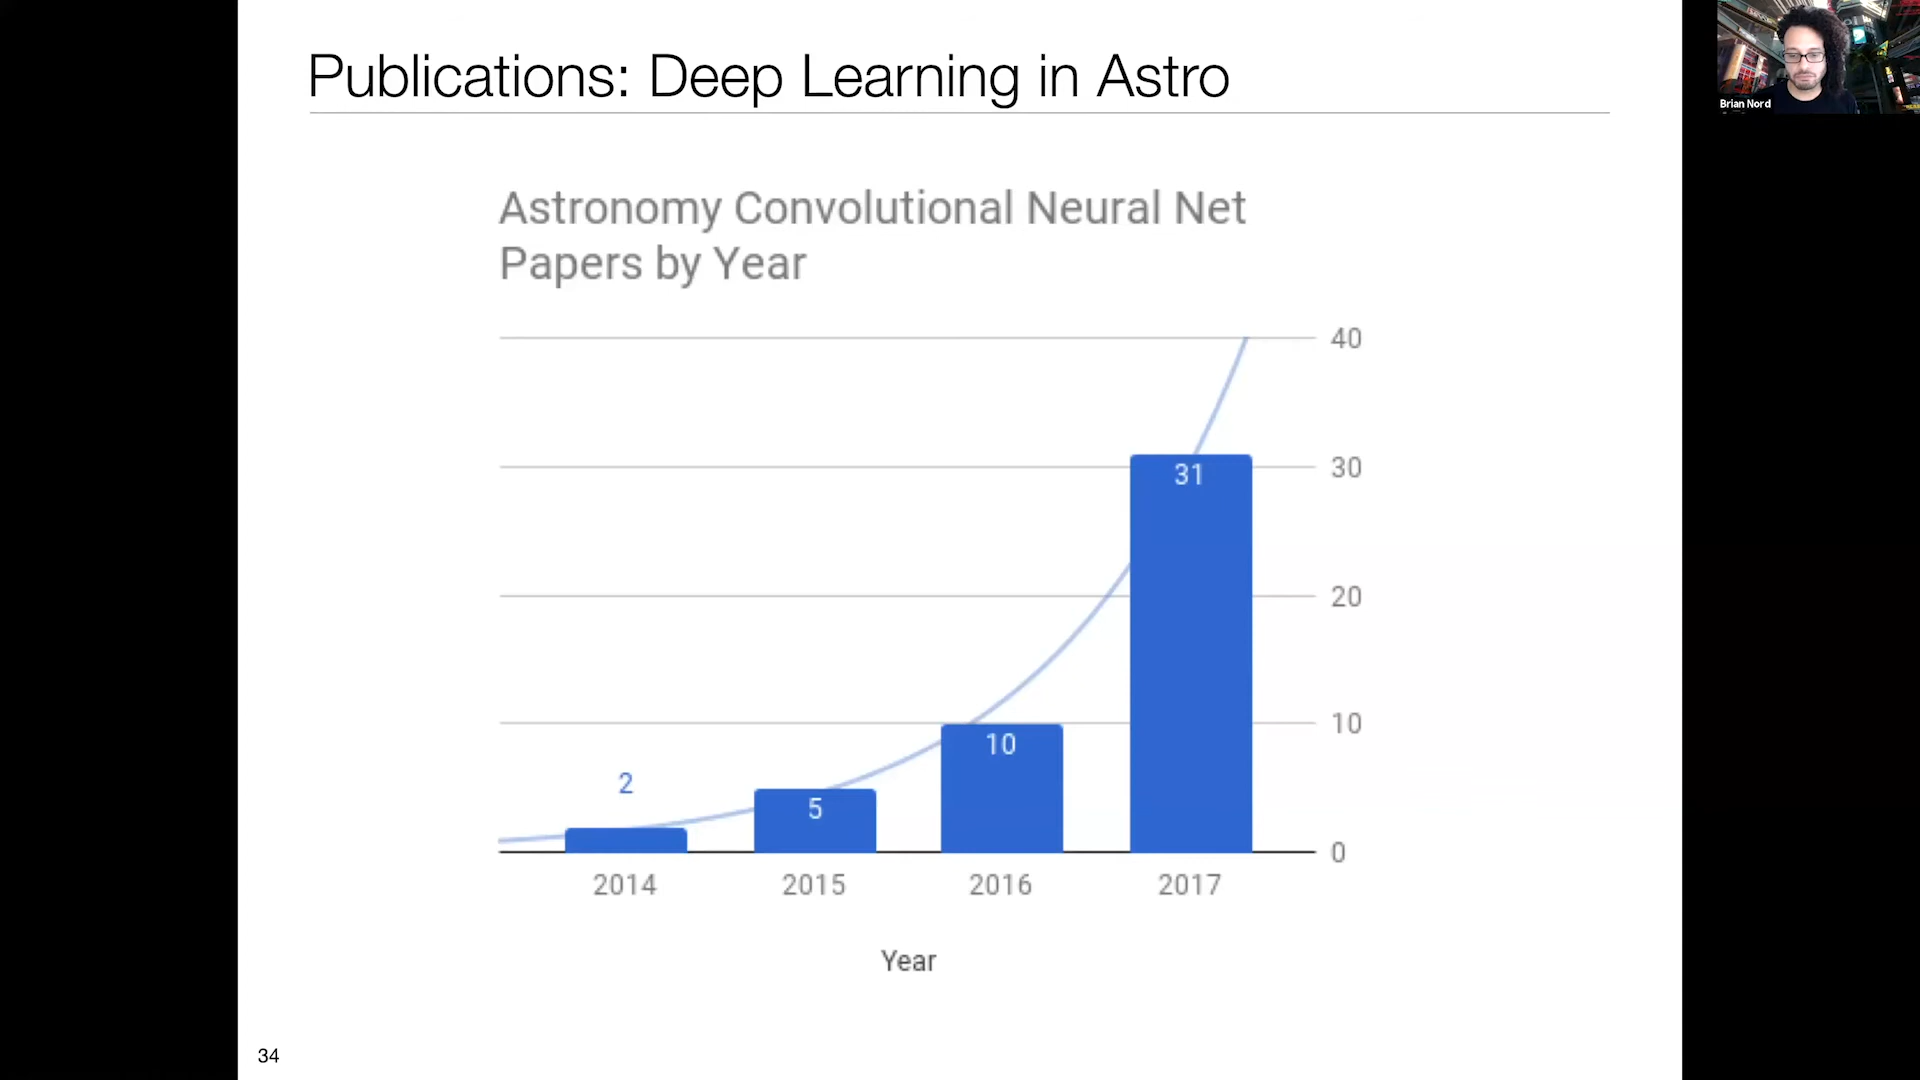 Publications: Deep Learning in Astro
Brian Nord
Astronomy Convolutional Neural Net
Papers by Year
40
30
20
10
0
2
5
10
31
2014
2015
2016
2017
Year
34